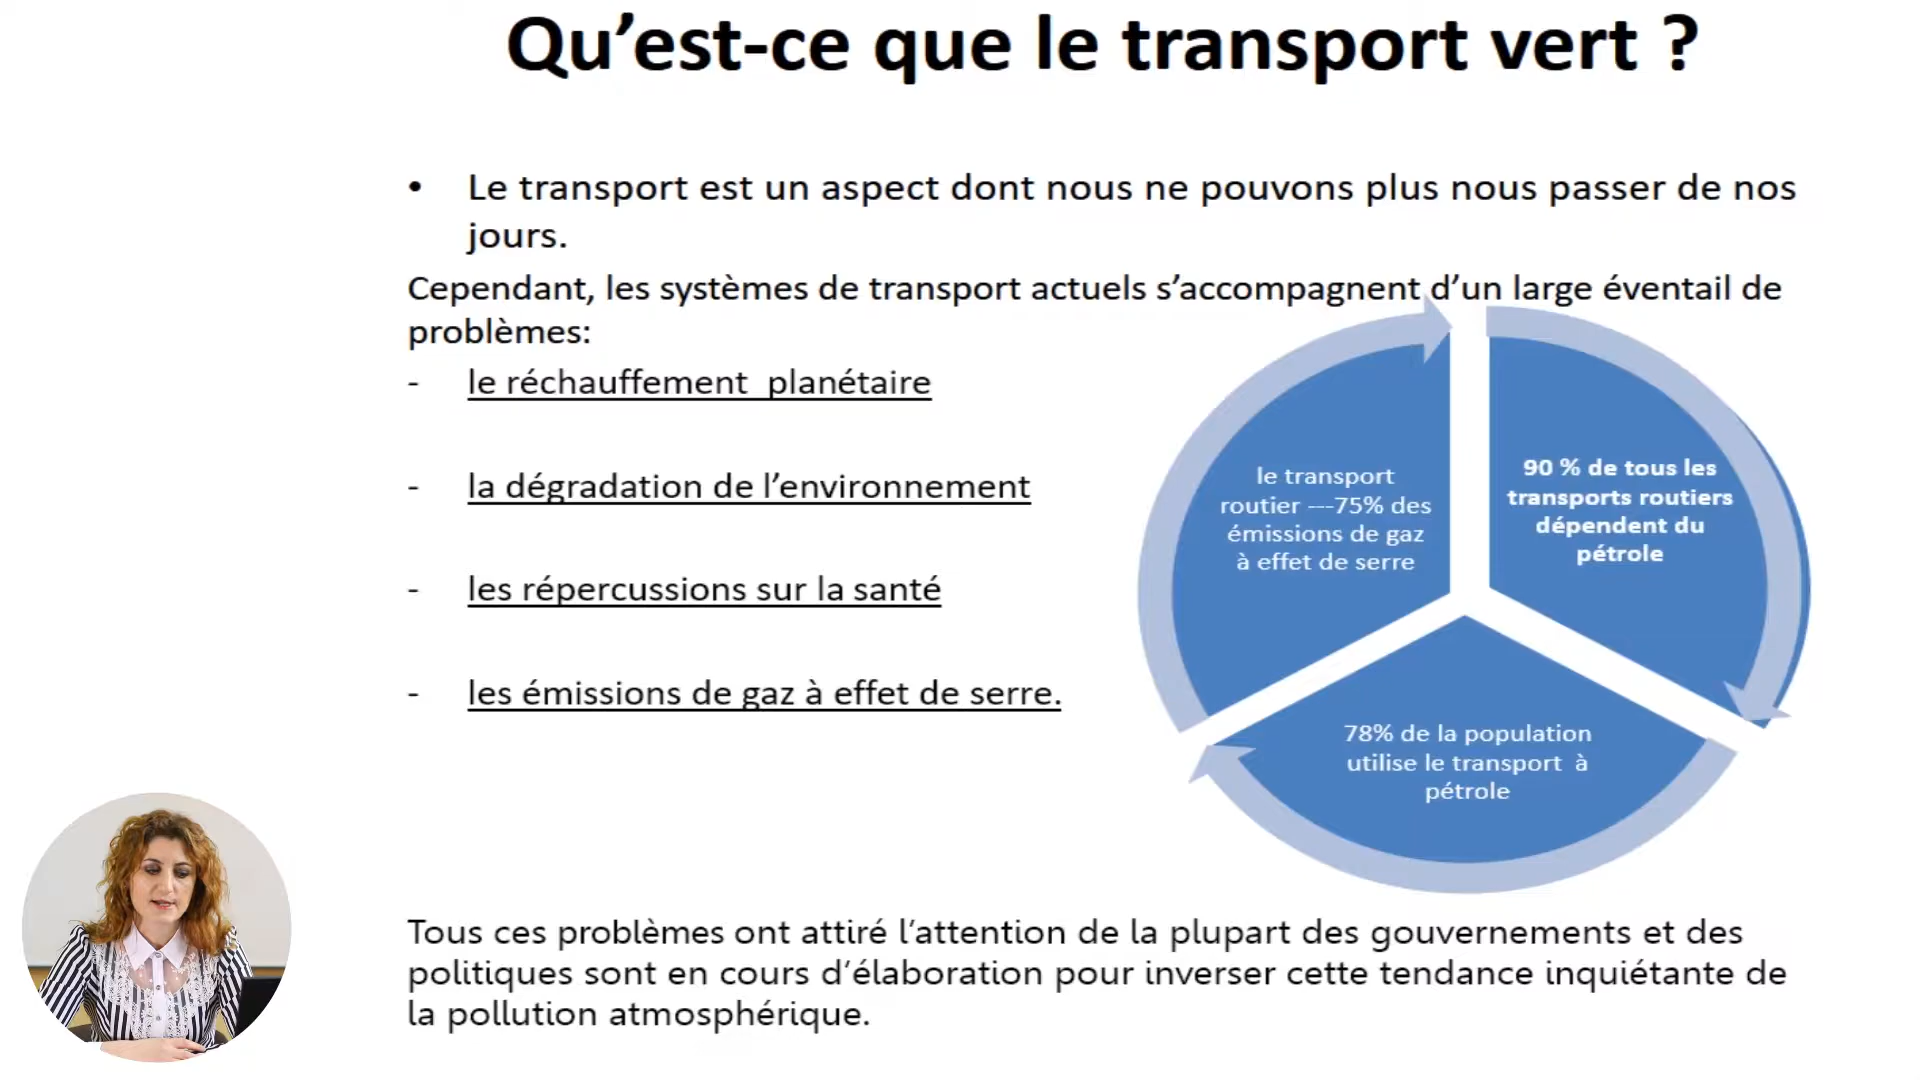 Qu’est-ce que le transport vert ?
• Le transport est un aspect dont nous ne pouvons plus nous passer de nos
jours.
Cependant, les systèmes de transport actuels s’accompagnent d’un large éventail de
problèmes:
- le réchauffement planétaire
- la dégradation de l’environnement
- les répercussions sur la santé
- les émissions de gaz à effet de serre.
le transport
routier ---75% des
émissions de gaz
à effet de serre
90 % de tous les
transports routiers
dépendent du
pétrole
78% de la population
utilise le transport à
pétrole
Tous ces problèmes ont attiré l’attention de la plupart des gouvernements et des
politiques sont en cours d’élaboration pour inverser cette tendance inquiétante de
la pollution atmosphérique.